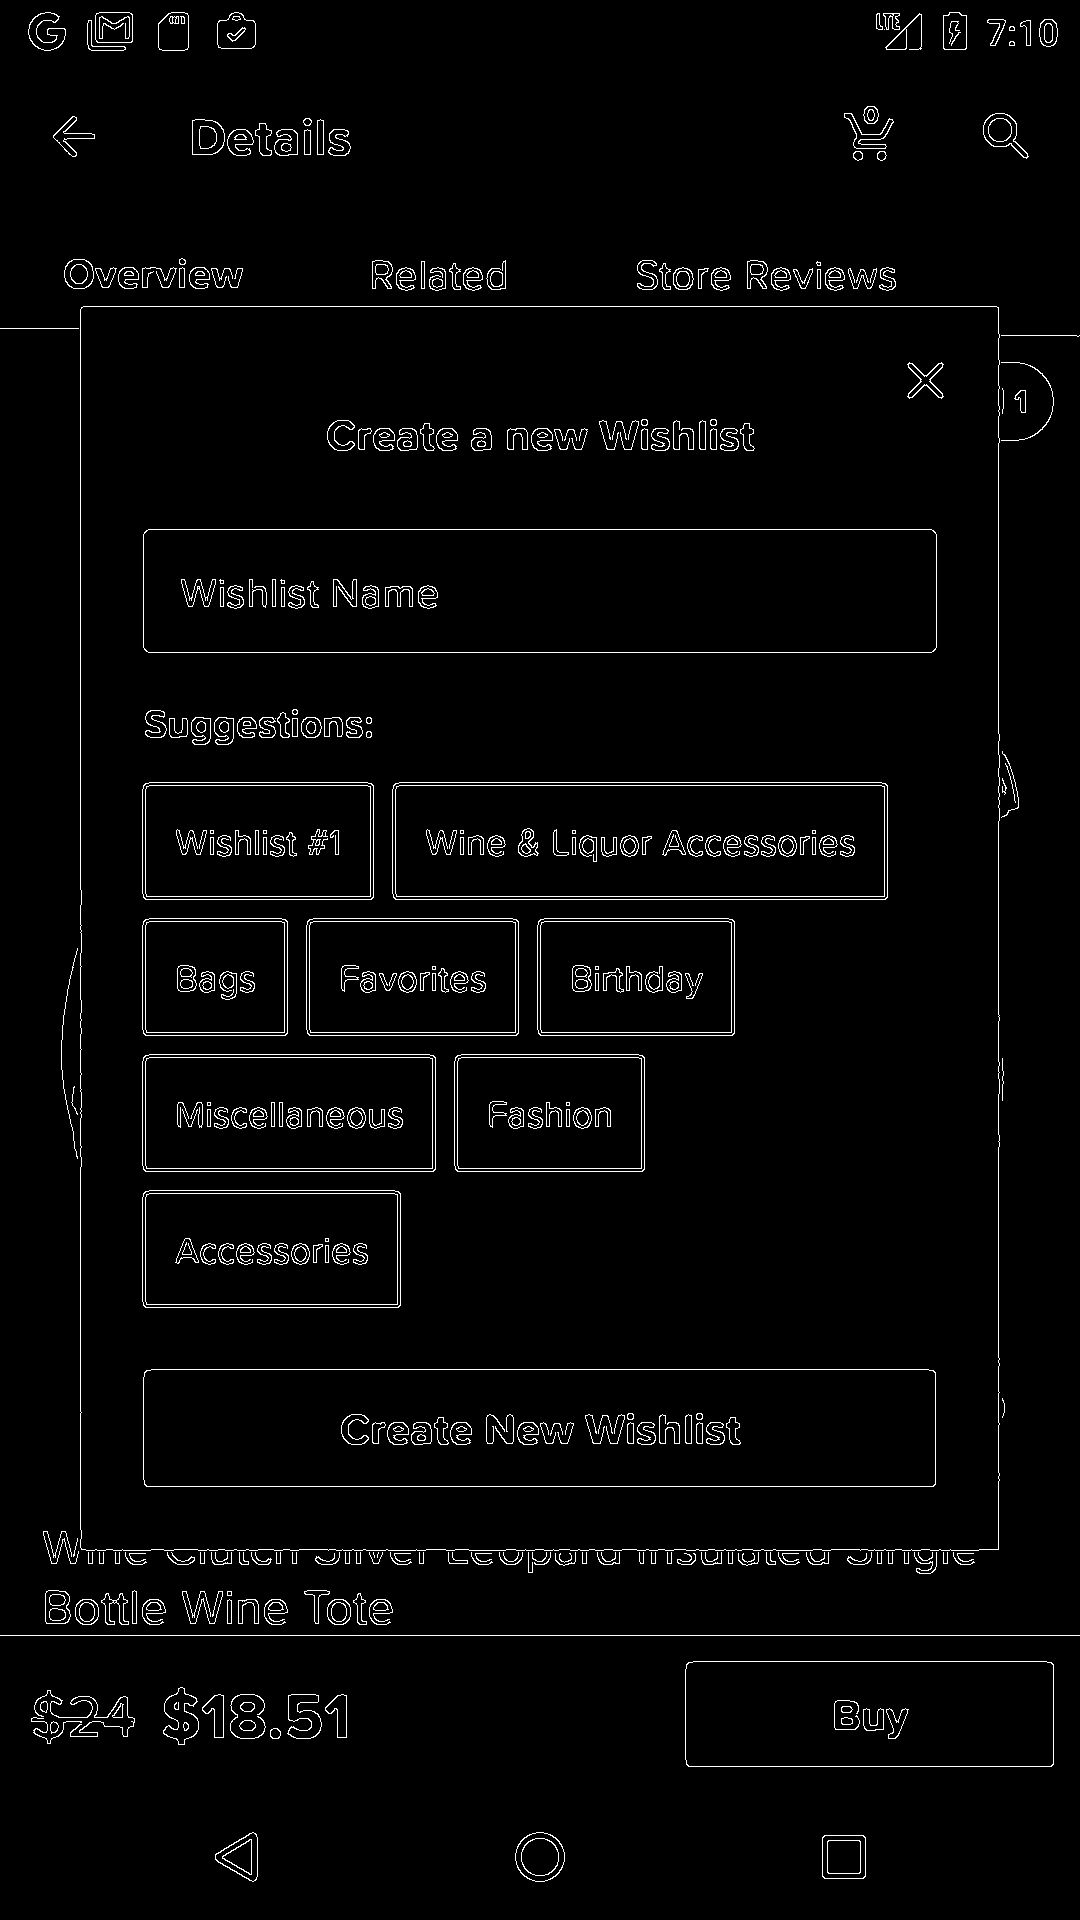 LTE 7:10
Details 0
Overview Related Store Reviews
1
Create a new Wishlist
Wishlist Name
Suggestions:
Wishlist #1 Wine & Liquor Accessories
Bags Favorites Birthday
Miscellaneous Fashion
Accessories
Create New Wishlist
Wine Clutch Silver Leopard Insulated Single
Bottle Wine Tote
$24 $18.51 Buy